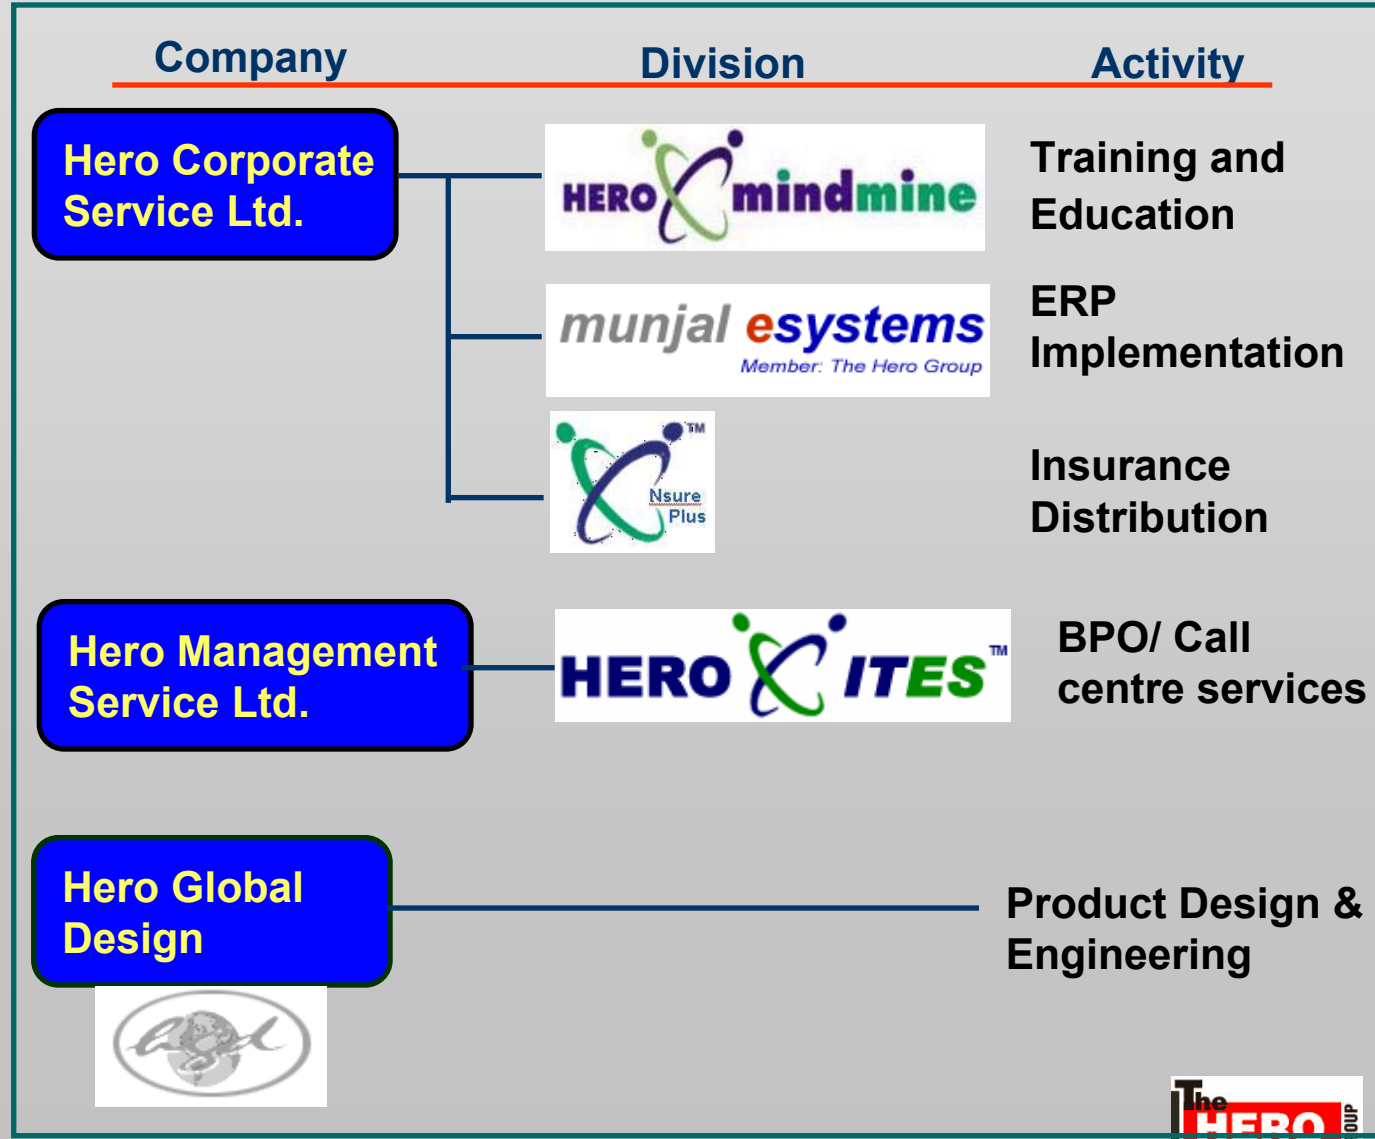 Company
Division
Activity
Hero Corporate
Service Ltd.
HERO mindmine
Training and
Education
munjal esystems
Member: The Hero Group
ERP
Implementation
TM
Nsure
Plus
Insurance
Distribution
Hero Management
Service Ltd.
HERO ITES TM
BPO/ Call
centre services
Hero Global
Design
Product Design &
Engineering
hgd
The
HERO